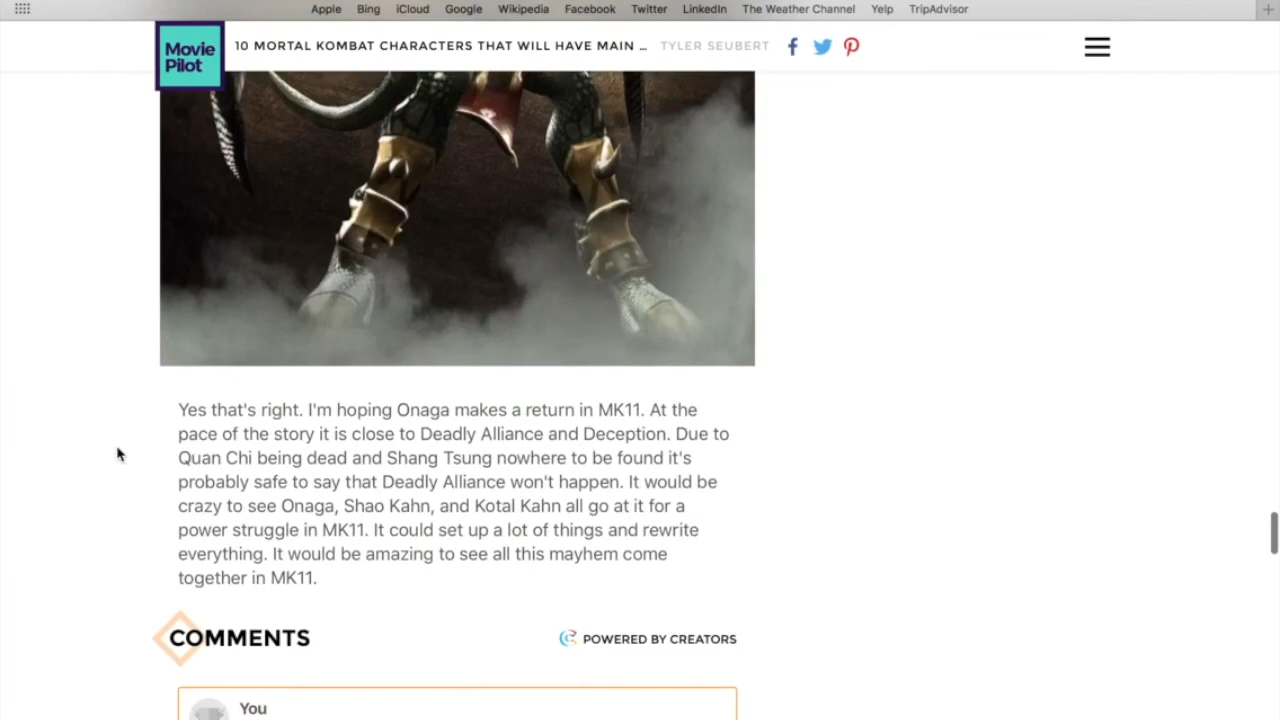 Apple Bing iCloud Google Wikipedia Facebook Twitter LinkedIn The Weather Channel Yelp TripAdvisor
Movie
Pilot
10 MORTAL KOMBAT CHARACTERS THAT WILL HAVE MAIN ... TYLER SEUBERT
Yes that's right. I'm hoping Onaga makes a return in MK11. At the
pace of the story it is close to Deadly Alliance and Deception. Due to
Quan Chi being dead and Shang Tsung nowhere to be found it's
probably safe to say that Deadly Alliance won't happen. It would be
crazy to see Onaga, Shao Kahn, and Kotal Kahn all go at it for a
power struggle in MK11. It could set up a lot of things and rewrite
everything. It would be amazing to see all this mayhem come
together in MK11.
COMMENTS POWERED BY CREATORS
You